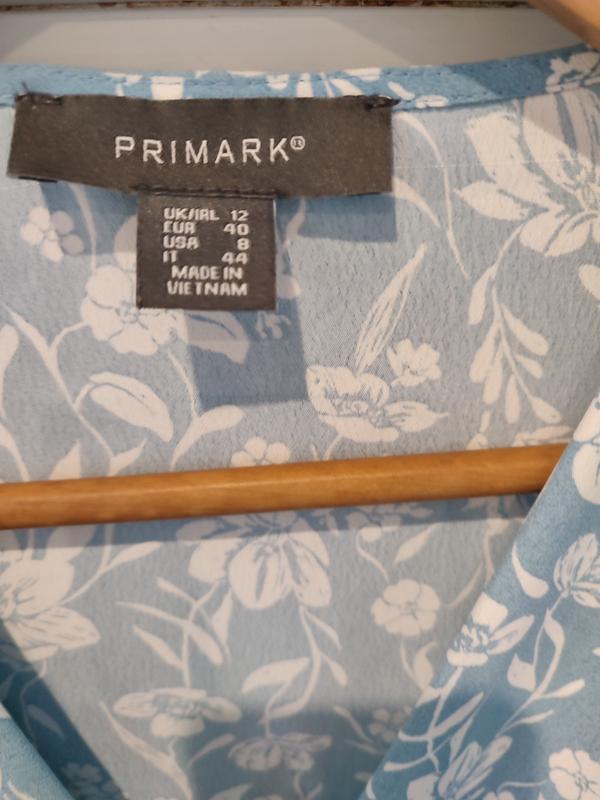 PRIMARK®
UK/IRL 12
EUR 40
USA 8
IT 44
MADE IN
VIETNAM